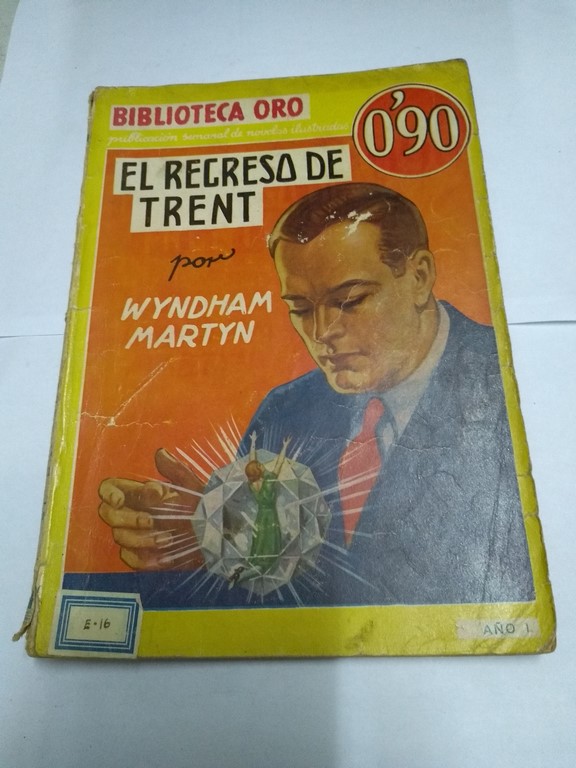 BIBLIOTECA ORO
publicación semanal de novelas ilustradas
0'90
EL REGRESO DE
TRENT
por
WYNDHAM
MARTYN
E-16
AÑO I